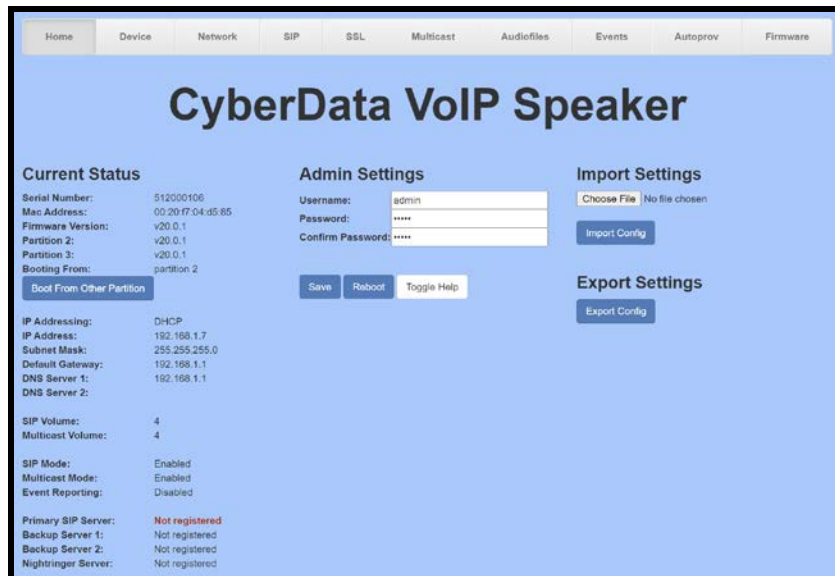 Home Device Network SIP SSL Multicast Audiofiles Events Autoprov Firmware
CyberData VoIP Speaker
Current Status
Serial Number: 512000106
Mac Address: 00:20:f7:04:d5:85
Firmware Version: v20.0.1
Partition 2: v20.0.1
Partition 3: v20.0.1
Booting From: partition 2
Boot From Other Partition
IP Addressing: DHCP
IP Address: 192.168.1.7
Subnet Mask: 255.255.255.0
Default Gateway: 192.168.1.1
DNS Server 1: 192.168.1.1
DNS Server 2:
SIP Volume: 4
Multicast Volume: 4
SIP Mode: Enabled
Multicast Mode: Enabled
Event Reporting: Disabled
Primary SIP Server: Not registered
Backup Server 1: Not registered
Backup Server 2: Not registered
Nightringer Server: Not registered
Admin Settings
Username: admin
Password: •••••
Confirm Password: •••••
Save Reboot Toggle Help
Import Settings
Choose File No file chosen
Import Config
Export Settings
Export Config